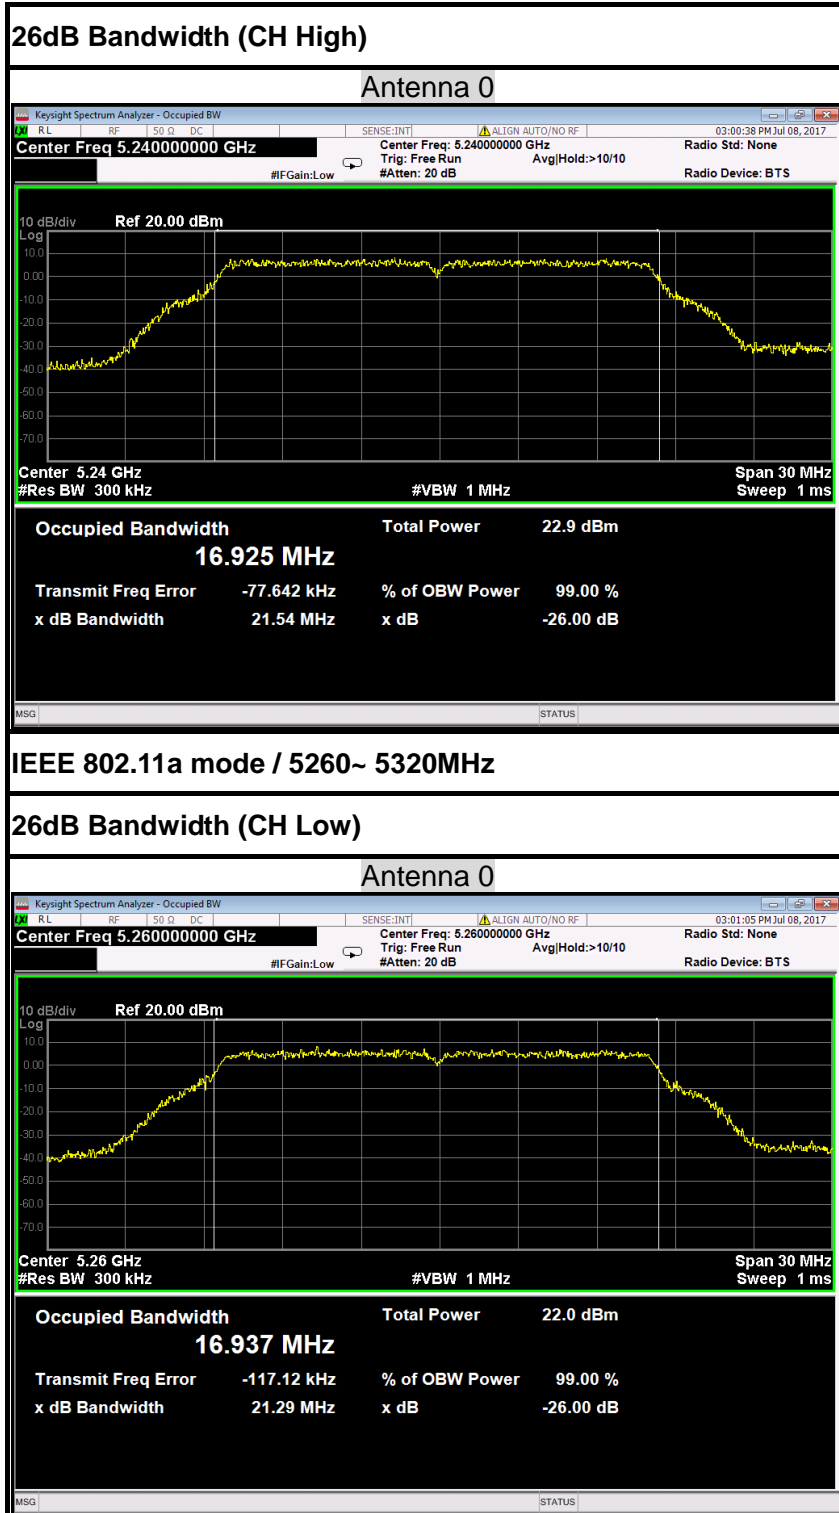 26dB Bandwidth (CH High)
Antenna 0
Keysight Spectrum Analyzer - Occupied BW
LXI RL RF 50 Ω DC SENSE:INT ALIGN AUTO/NO RF 03:00:38 PM Jul 08, 2017
Center Freq 5.240000000 GHz Center Freq: 5.240000000 GHz Radio Std: None
Trig: Free Run Avg|Hold:>10/10
#IFGain:Low #Atten: 20 dB Radio Device: BTS
10 dB/div Ref 20.00 dBm
Log
10.0
0.00
-10.0
-20.0
-30.0
-40.0
-50.0
-60.0
-70.0
Center 5.24 GHz Span 30 MHz
#Res BW 300 kHz #VBW 1 MHz Sweep 1 ms
Occupied Bandwidth Total Power 22.9 dBm
16.925 MHz
Transmit Freq Error -77.642 kHz % of OBW Power 99.00 %
x dB Bandwidth 21.54 MHz x dB -26.00 dB
MSG STATUS
IEEE 802.11a mode / 5260~ 5320MHz
26dB Bandwidth (CH Low)
Antenna 0
Keysight Spectrum Analyzer - Occupied BW
LXI RL RF 50 Ω DC SENSE:INT ALIGN AUTO/NO RF 03:01:05 PM Jul 08, 2017
Center Freq 5.260000000 GHz Center Freq: 5.260000000 GHz Radio Std: None
Trig: Free Run Avg|Hold:>10/10
#IFGain:Low #Atten: 20 dB Radio Device: BTS
10 dB/div Ref 20.00 dBm
Log
10.0
0.00
-10.0
-20.0
-30.0
-40.0
-50.0
-60.0
-70.0
Center 5.26 GHz Span 30 MHz
#Res BW 300 kHz #VBW 1 MHz Sweep 1 ms
Occupied Bandwidth Total Power 22.0 dBm
16.937 MHz
Transmit Freq Error -117.12 kHz % of OBW Power 99.00 %
x dB Bandwidth 21.29 MHz x dB -26.00 dB
MSG STATUS